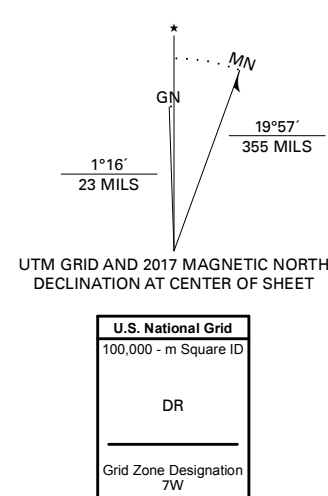 ★
MN
GN
19°57´
355 MILS
1°16´
23 MILS
UTM GRID AND 2017 MAGNETIC NORTH
DECLINATION AT CENTER OF SHEET
U.S. National Grid
100,000 - m Square ID
DR
Grid Zone Designation
7W